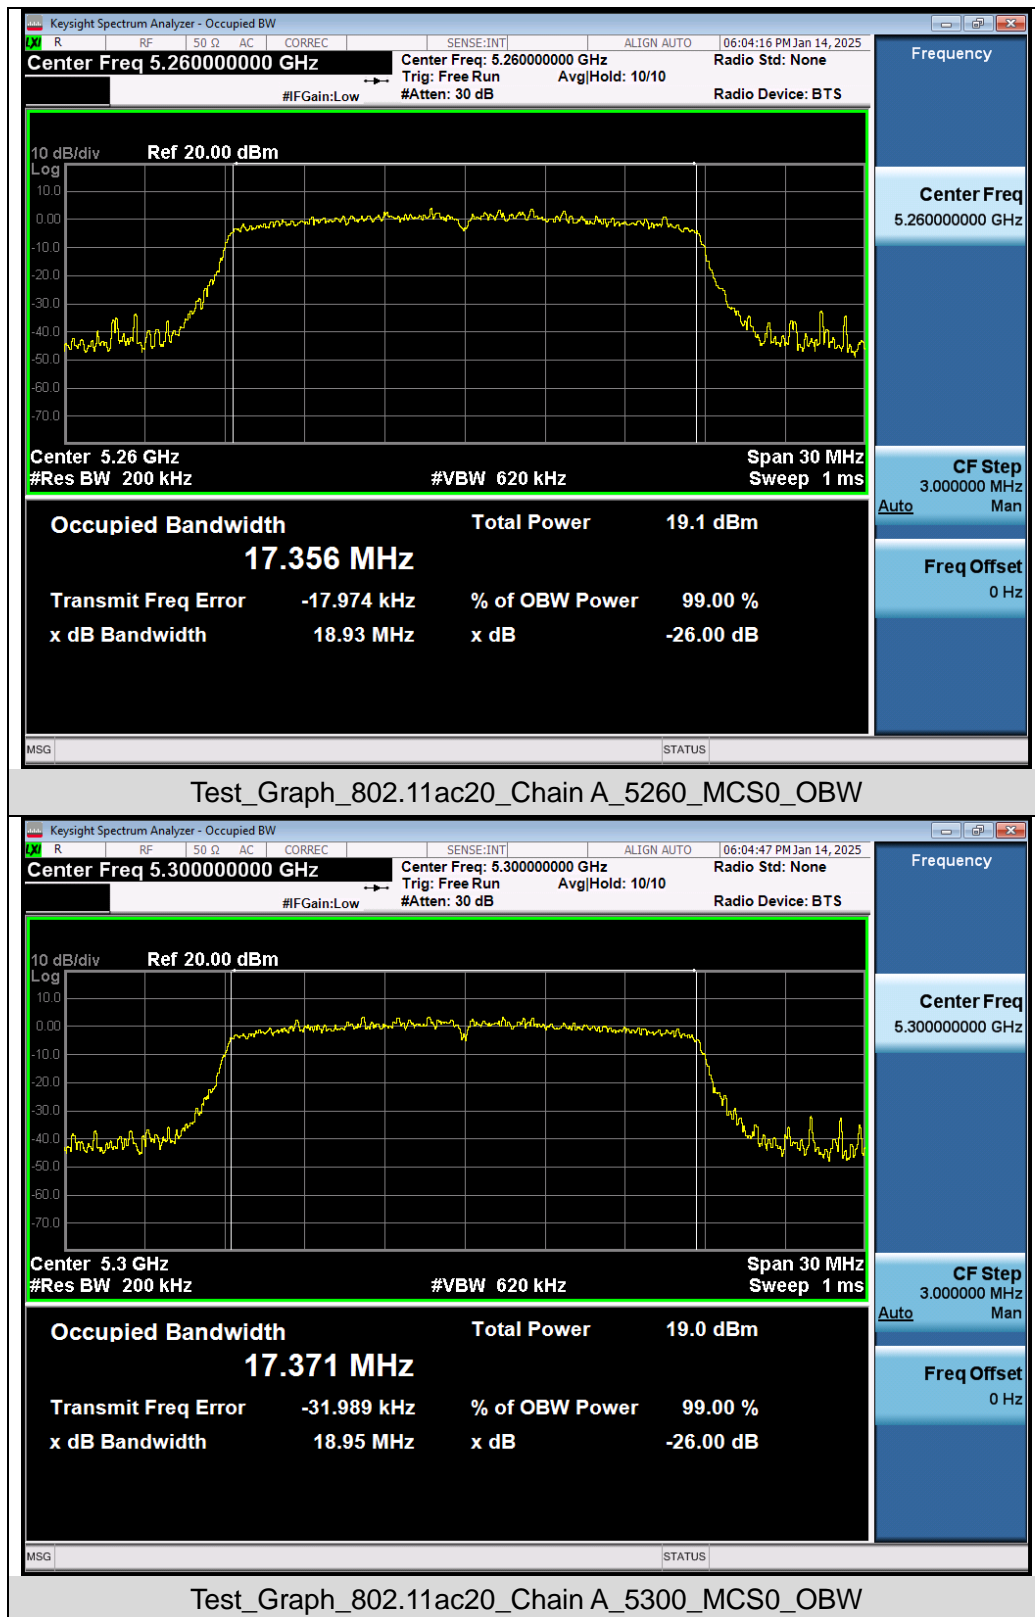 Keysight Spectrum Analyzer - Occupied BW
LXI R RF 50 Ω AC CORREC SENSE:INT ALIGN AUTO 06:04:16 PM Jan 14, 2025
Center Freq 5.260000000 GHz
Center Freq: 5.260000000 GHz
Radio Std: None
Trig: Free Run
Avg|Hold: 10/10
#IFGain:Low
#Atten: 30 dB
Radio Device: BTS
Frequency
10 dB/div
Ref 20.00 dBm
Log
10.0
0.00
-10.0
-20.0
-30.0
-40.0
-50.0
-60.0
-70.0
Center Freq
5.260000000 GHz
Center 5.26 GHz
Span 30 MHz
#Res BW 200 kHz
#VBW 620 kHz
Sweep 1 ms
CF Step
3.000000 MHz
Auto Man
Occupied Bandwidth
Total Power 19.1 dBm
17.356 MHz
Freq Offset
0 Hz
Transmit Freq Error -17.974 kHz
% of OBW Power 99.00 %
x dB Bandwidth 18.93 MHz
x dB -26.00 dB
MSG
STATUS
Test_Graph_802.11ac20_Chain A_5260_MCS0_OBW
Keysight Spectrum Analyzer - Occupied BW
LXI R RF 50 Ω AC CORREC SENSE:INT ALIGN AUTO 06:04:47 PM Jan 14, 2025
Center Freq 5.300000000 GHz
Center Freq: 5.300000000 GHz
Radio Std: None
Trig: Free Run
Avg|Hold: 10/10
#IFGain:Low
#Atten: 30 dB
Radio Device: BTS
Frequency
10 dB/div
Ref 20.00 dBm
Log
10.0
0.00
-10.0
-20.0
-30.0
-40.0
-50.0
-60.0
-70.0
Center Freq
5.300000000 GHz
Center 5.3 GHz
Span 30 MHz
#Res BW 200 kHz
#VBW 620 kHz
Sweep 1 ms
CF Step
3.000000 MHz
Auto Man
Occupied Bandwidth
Total Power 19.0 dBm
17.371 MHz
Freq Offset
0 Hz
Transmit Freq Error -31.989 kHz
% of OBW Power 99.00 %
x dB Bandwidth 18.95 MHz
x dB -26.00 dB
MSG
STATUS
Test_Graph_802.11ac20_Chain A_5300_MCS0_OBW